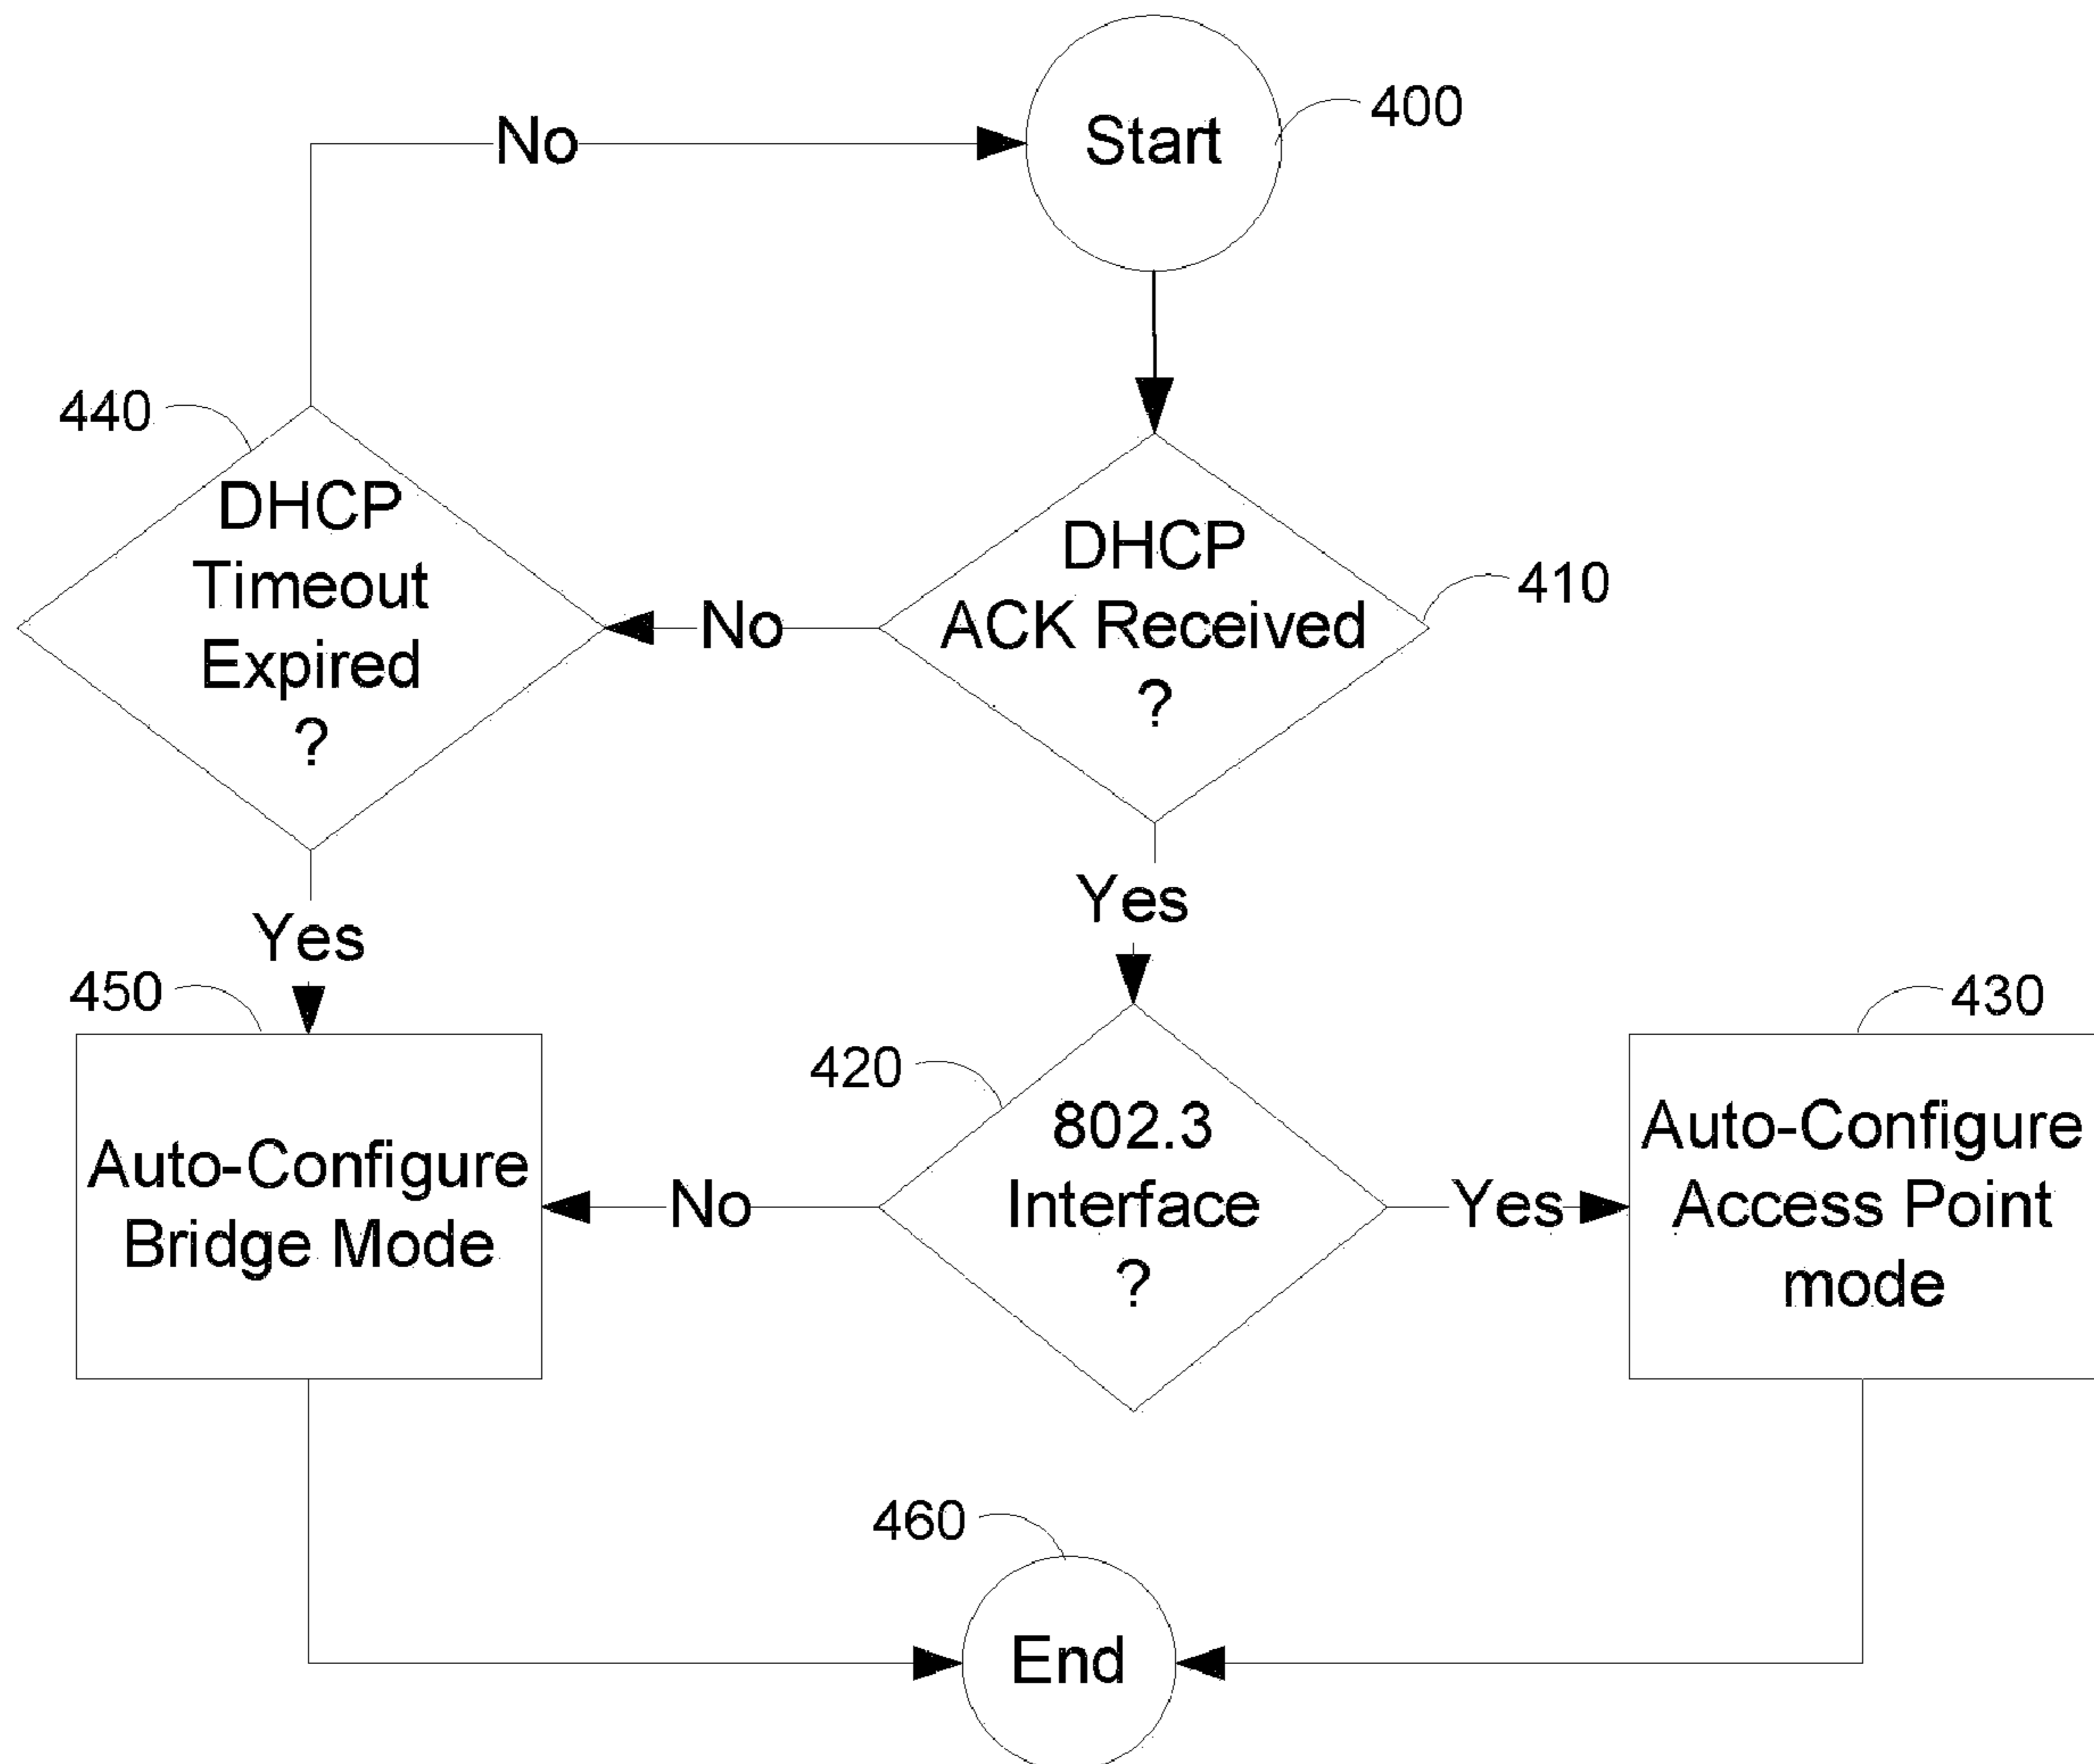 No
Start
400
440
DHCP
Timeout
Expired
?
No
DHCP
ACK Received
?
410
Yes
Yes
450
Auto-Configure
Bridge Mode
No
420
802.3
Interface
?
Yes
430
Auto-Configure
Access Point
mode
460
End